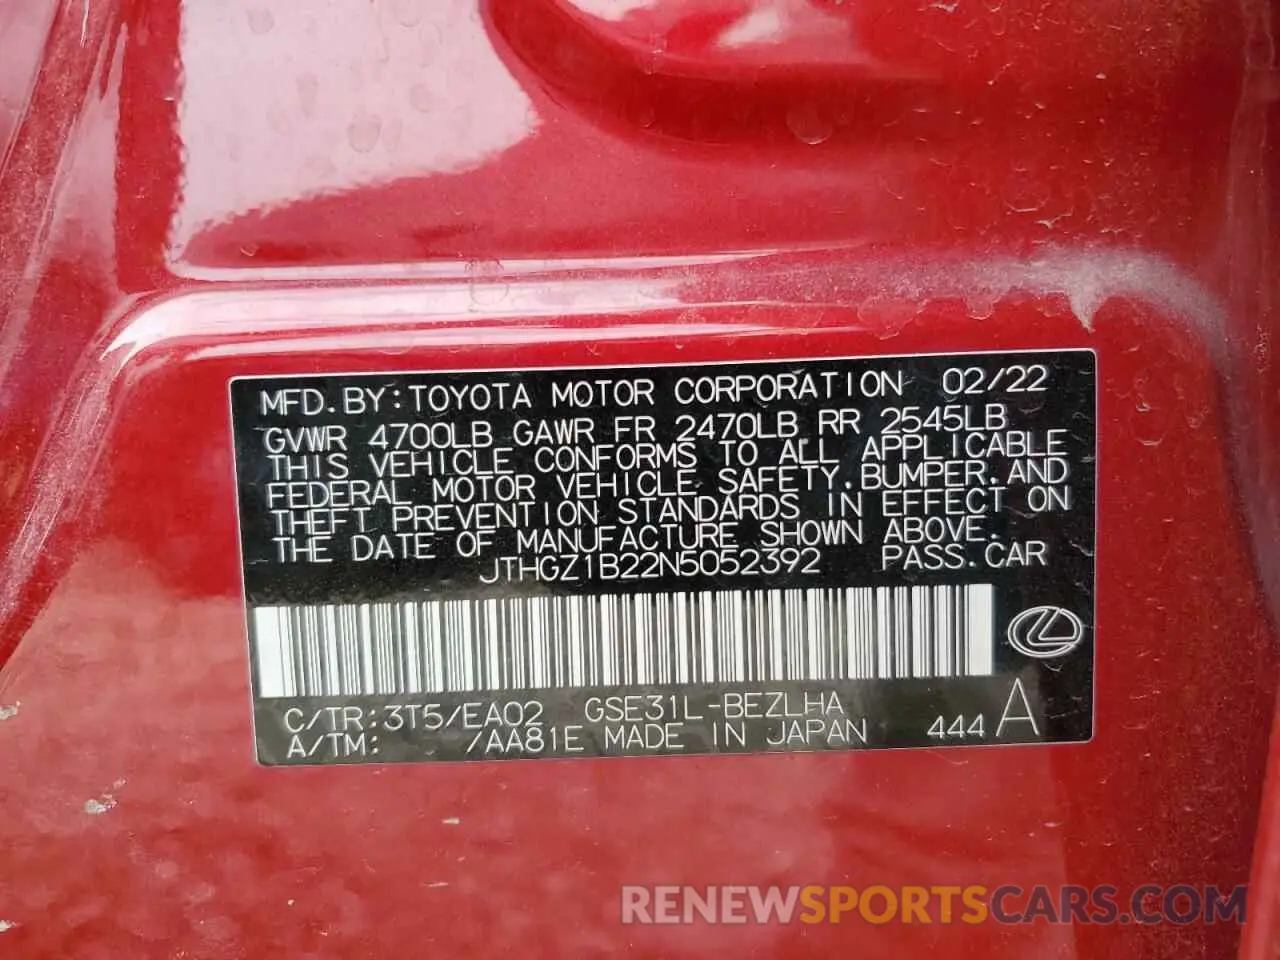 MFD.BY:TOYOTA MOTOR CORPORATION 02/22
GVWR 4700LB GAWR FR 2470LB RR 2545LB
THIS VEHICLE CONFORMS TO ALL APPLICABLE
FEDERAL MOTOR VEHICLE SAFETY.BUMPER.AND
THEFT PREVENTION STANDARDS IN EFFECT ON
THE DATE OF MANUFACTURE SHOWN ABOVE.
JTHGZ1B22N5052392 PASS.CAR
C/TR:3T5/EA02 GSE31L-BEZLHA
A/TM: /AA81E MADE IN JAPAN 444 A
RENEWSPORTSCARS.COM